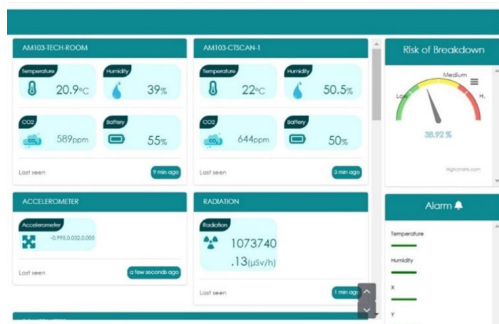 AM103-TECH-ROOM
Temperature
20.9°C
Humidity
39%
CO2
589ppm
Battery
55%
Last seen
9 min ago
AM103-CTSCAN-1
Temperature
22°C
Humidity
50.5%
CO2
644ppm
Battery
50%
Last seen
3 min ago
Risk of Breakdown
Medium
Low
H.
38.92 %
Highcharts.com
ACCELEROMETER
Accelerometer
-0.995,0.032,0.005
Last seen
a few seconds ago
RADIATION
Radiation
1073740
.13(µSv/h)
Last seen
1 min ago
Alarm
Temperature
Humidity
X
Y